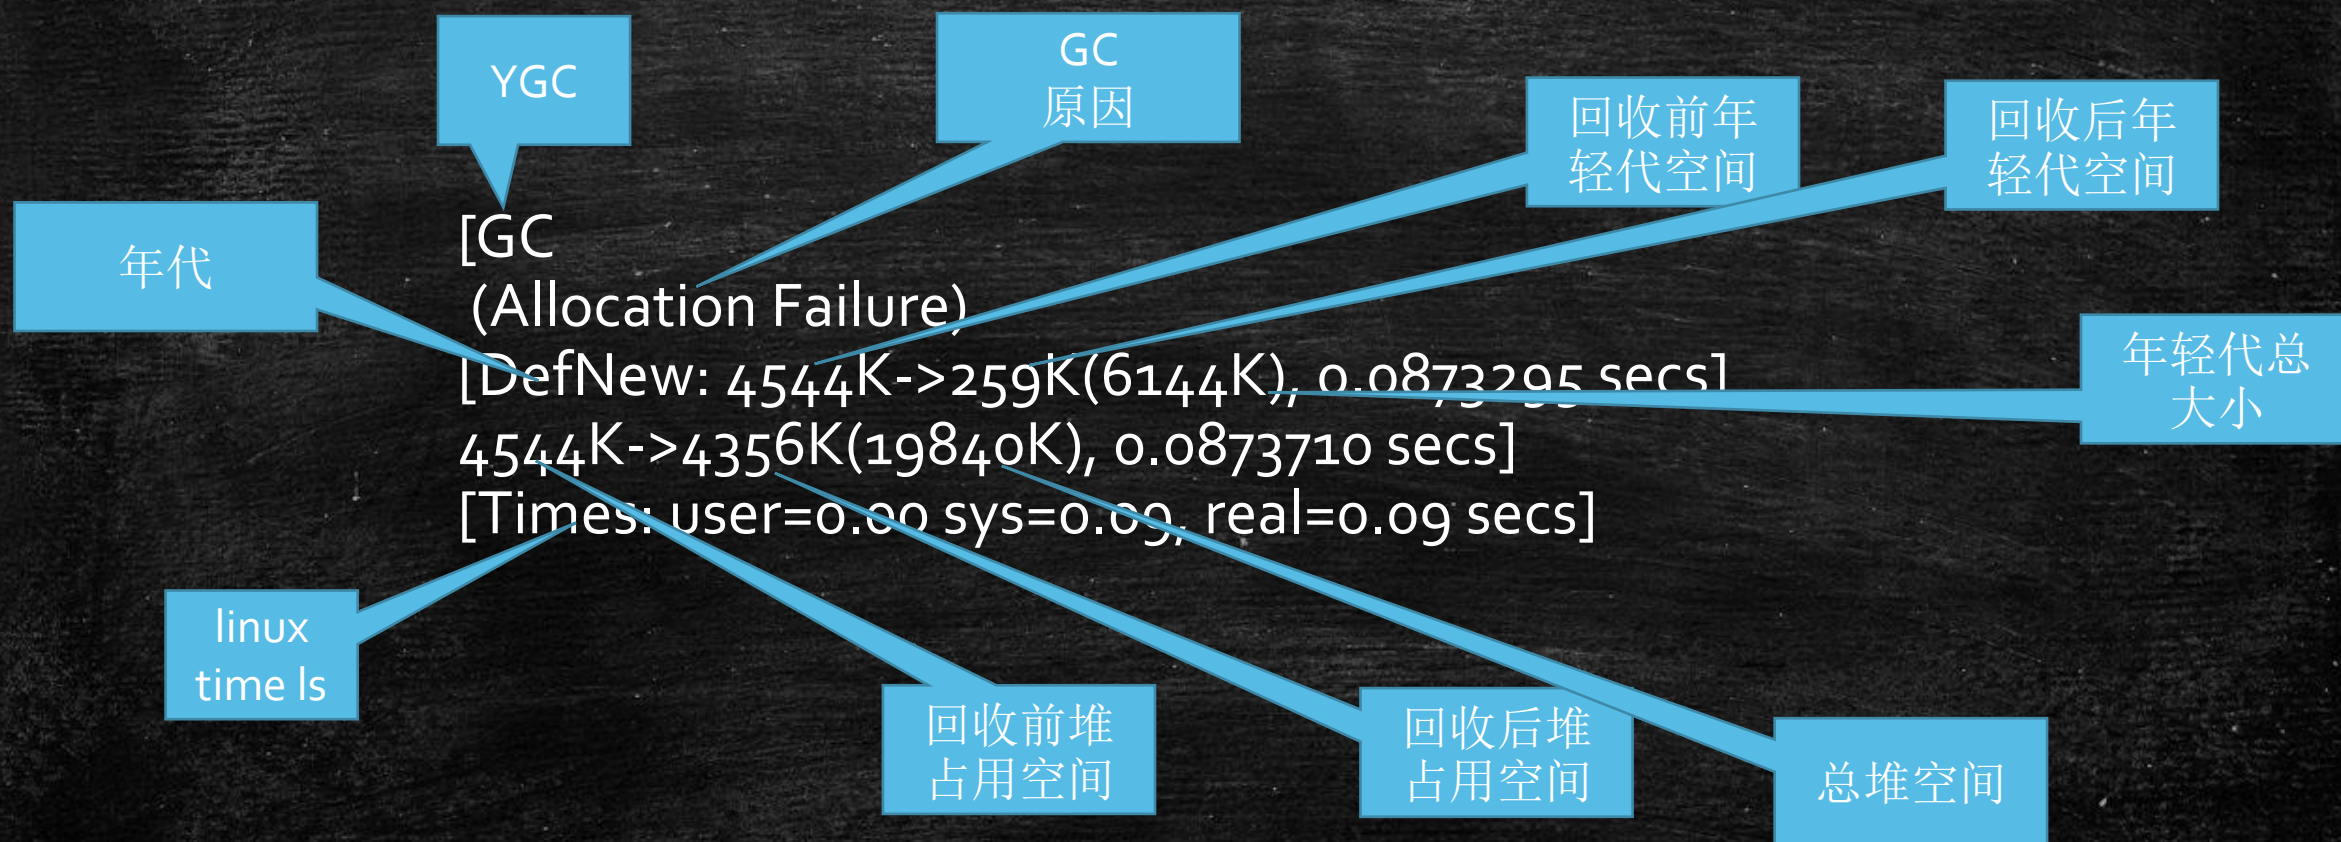 YGC
GC
原因
回收前年
轻代空间
回收后年
轻代空间
年代
[GC
(Allocation Failure)
[DefNew: 4544K->259K(6144K), 0.0873295 secs]
4544K->4356K(19840K), 0.0873710 secs]
[Times: user=0.00 sys=0.09, real=0.09 secs]
年轻代总
大小
linux
time ls
回收前堆
占用空间
回收后堆
占用空间
总堆空间